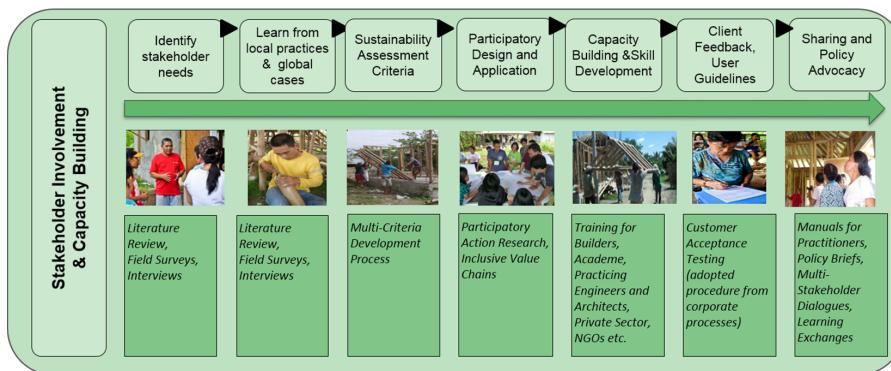 Stakeholder Involvement
& Capacity Building
Identify
stakeholder
needs
Learn from
local practices
& global
cases
Sustainability
Assessment
Criteria
Participatory
Design and
Application
Capacity
Building &Skill
Development
Client
Feedback,
User
Guidelines
Sharing and
Policy
Advocacy
Literature
Review,
Field Surveys,
Interviews
Literature
Review,
Field Surveys,
Interviews
Multi-Criteria
Development
Process
Participatory
Action Research,
Inclusive Value
Chains
Training for
Builders,
Academe,
Practicing
Engineers and
Architects,
Private Sector,
NGOs etc.
Customer
Acceptance
Testing
(adopted
procedure from
corporate
processes)
Manuals for
Practitioners,
Policy Briefs,
Multi-
Stakeholder
Dialogues,
Learning
Exchanges